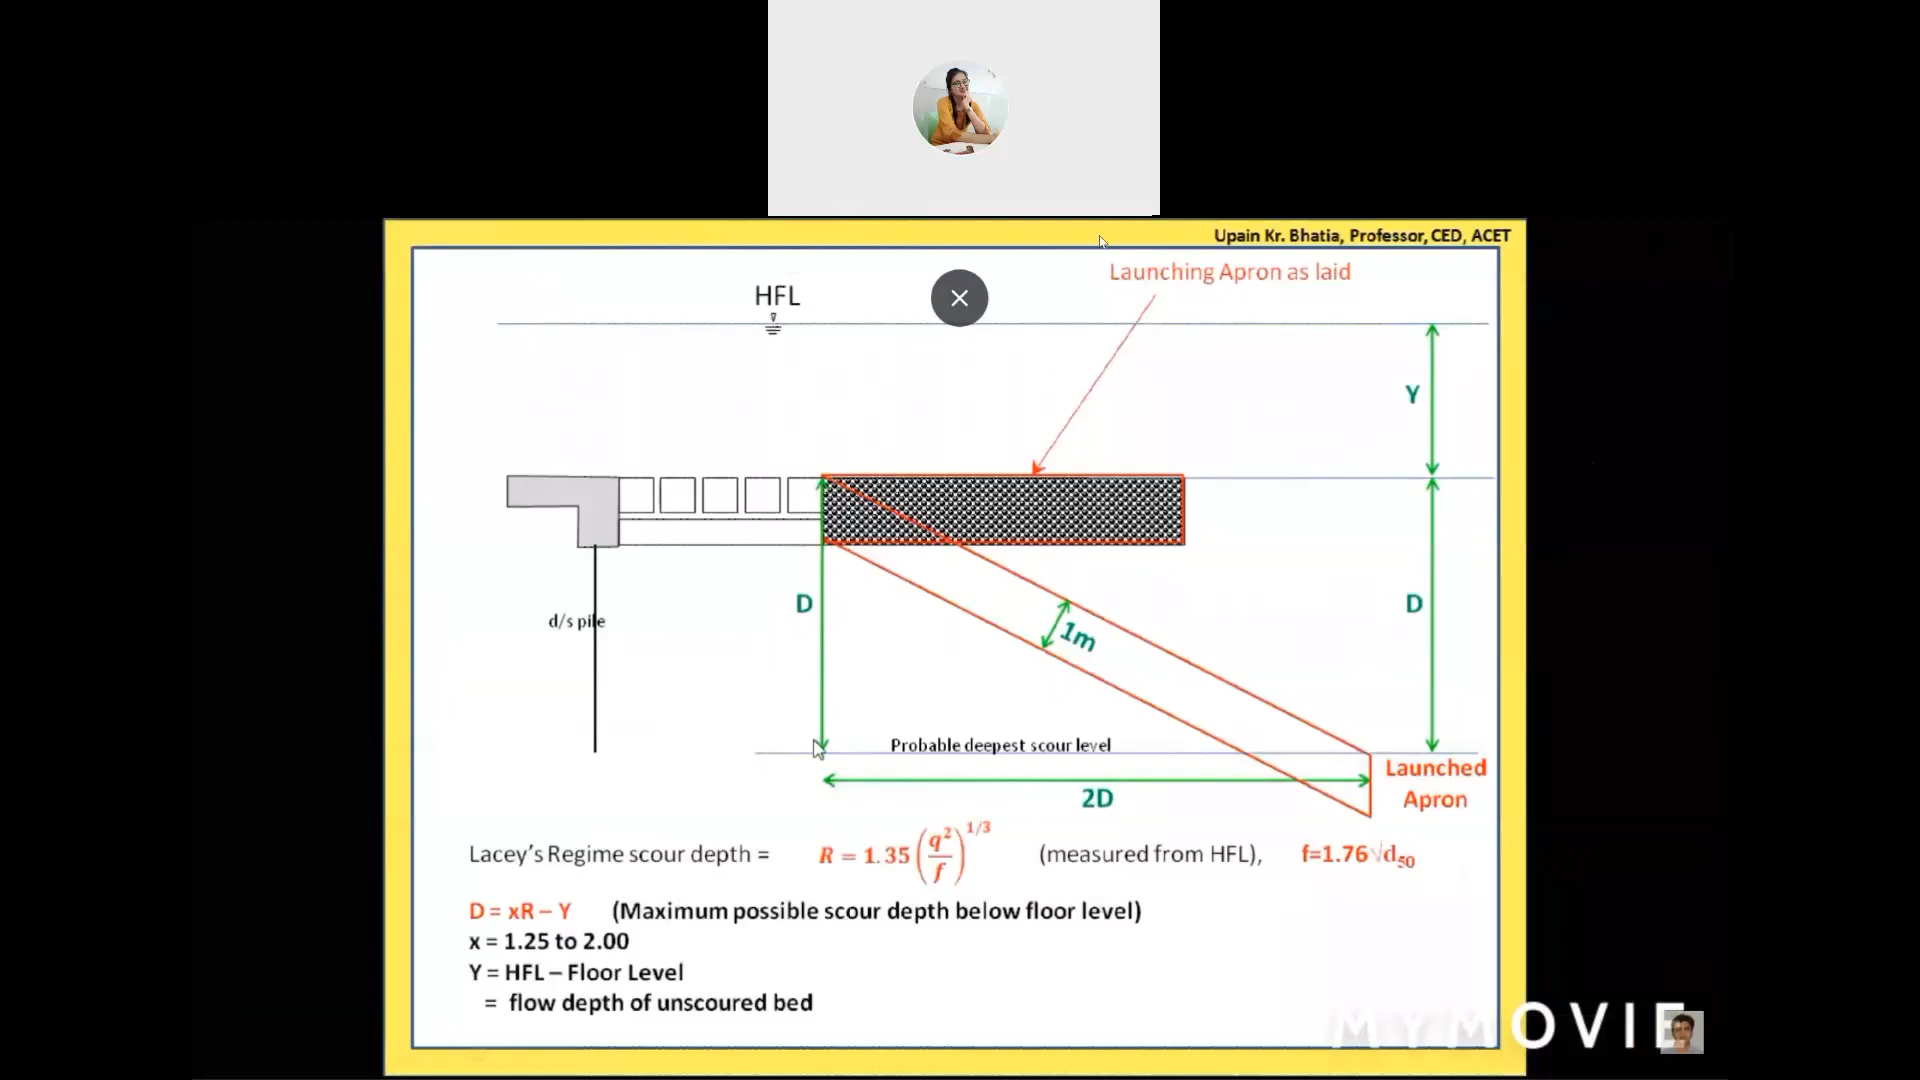 Upain Kr. Bhatia, Professor, CED, ACET
Launching Apron as laid
HFL
Y
d/s pile
D
1m
D
Probable deepest scour level
2D
Launched
Apron
Lacey's Regime scour depth = R = 1.35 (q²/f)^1/3 (measured from HFL), f=1.76√d₅₀
D = xR – Y (Maximum possible scour depth below floor level)
x = 1.25 to 2.00
Y = HFL – Floor Level
= flow depth of unscoured bed
MYMOVIE